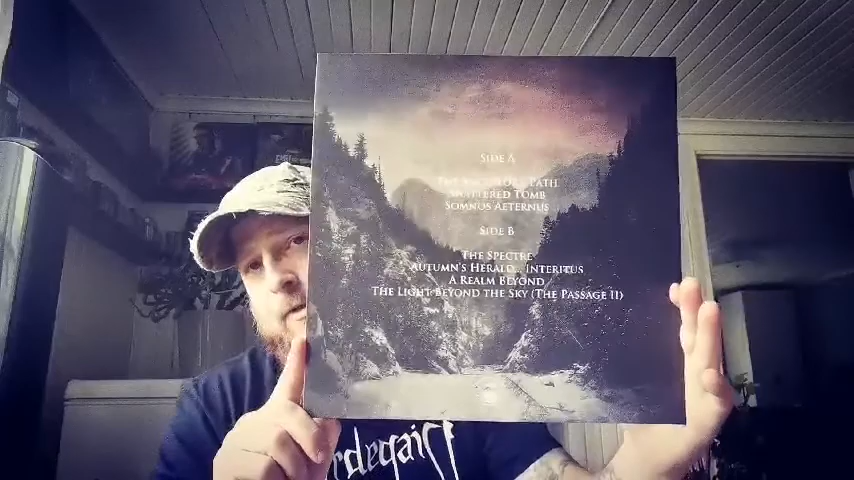 Side A
Path
Shattered Tomb
Somnus Aeternus
Side B
The Spectre
Autumn's Herald... Interitus
A Realm Beyond
The Light Beyond the Sky (The Passage II)